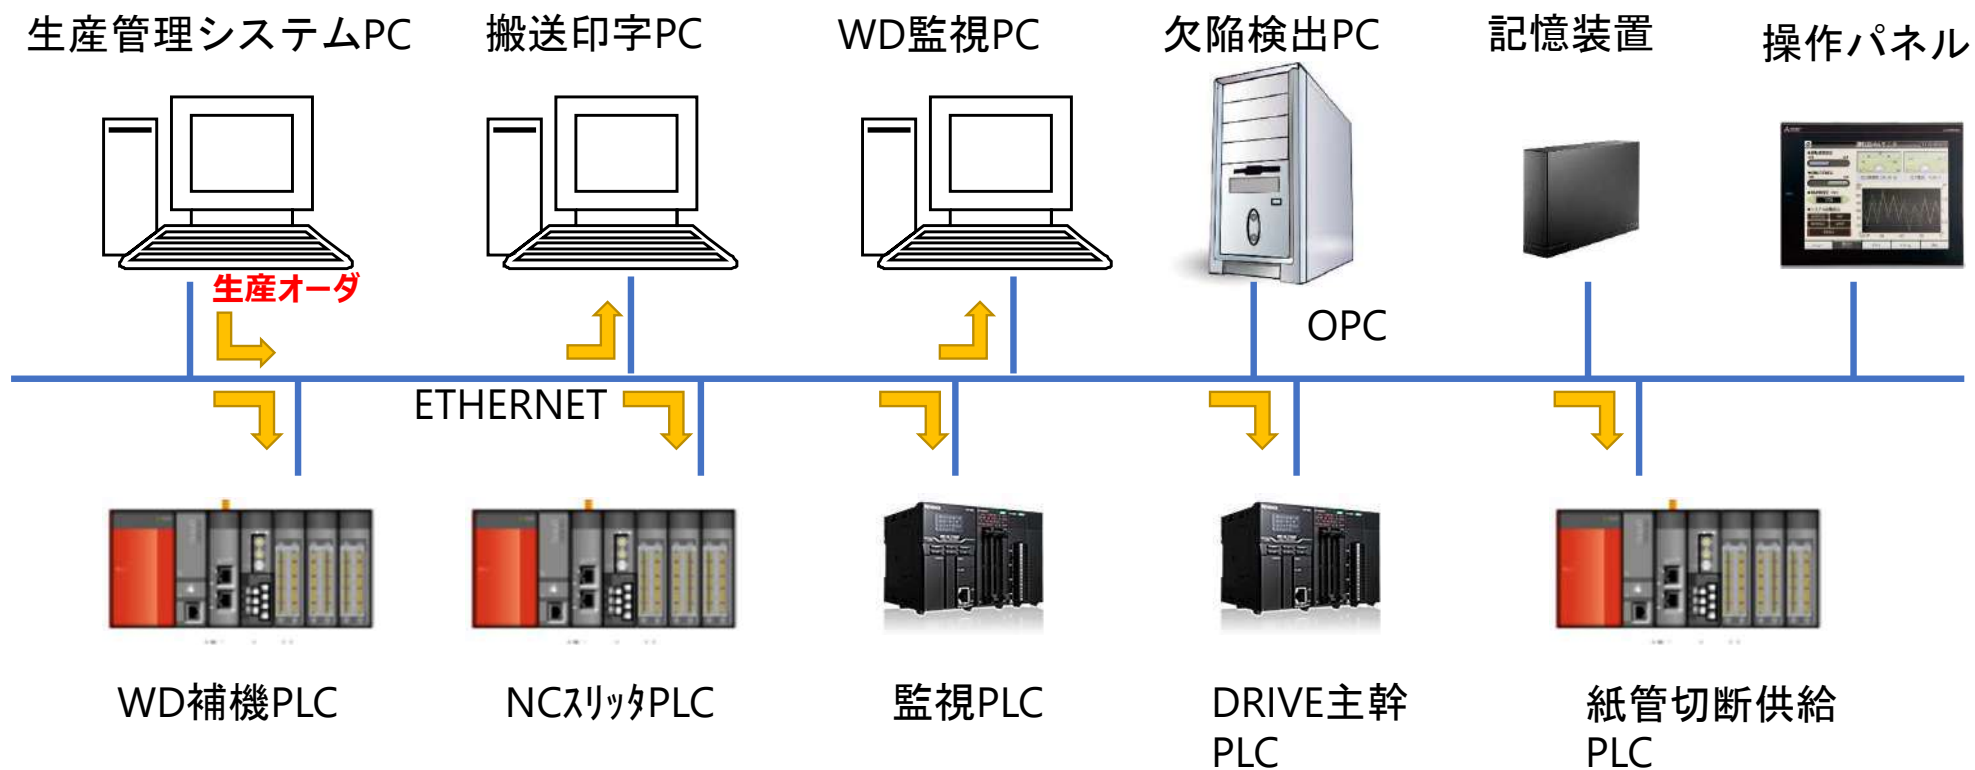 生産管理システムPC
搬送印字PC
WD監視PC
欠陥検出PC
記憶装置
操作パネル
生産オーダ
OPC
ETHERNET
WD補機PLC
NCｽﾘｯﾀPLC
監視PLC
DRIVE主幹
PLC
紙管切断供給
PLC